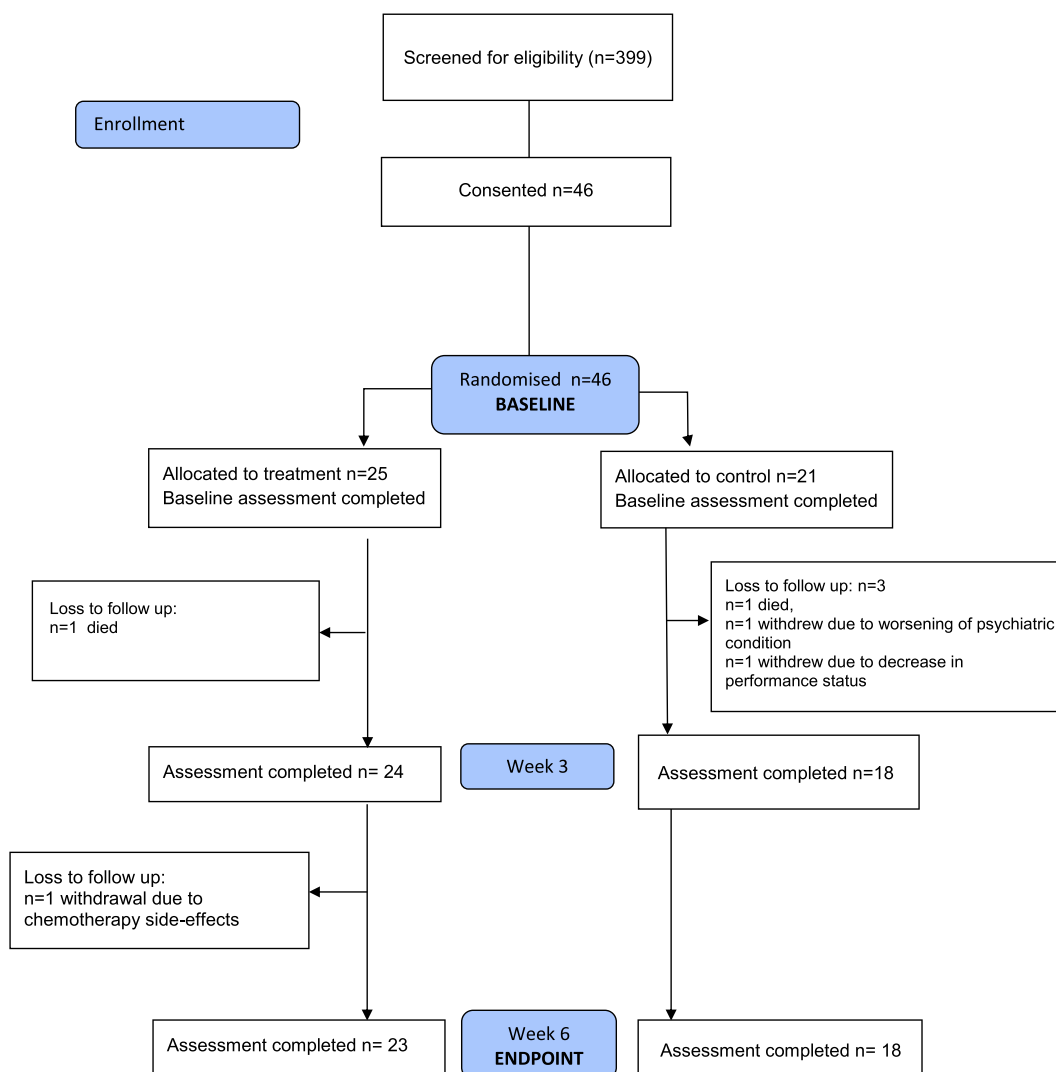 Screened for eligibility (n=399)
Enrollment
Consented n=46
Randomised  n=46
BASELINE
Allocated to treatment n=25
Baseline assessment completed
Allocated to control n=21
Baseline assessment completed
Loss to follow up:
n=1  died
Loss to follow up: n=3
n=1 died,
n=1 withdrew due to worsening of psychiatric
condition
n=1 withdrew due to decrease in
performance status
Assessment completed n= 24
Week 3
Assessment completed n=18
Loss to follow up:
n=1 withdrawal due to
chemotherapy side-effects
Assessment completed n= 23
Week 6
ENDPOINT
Assessment completed n= 18